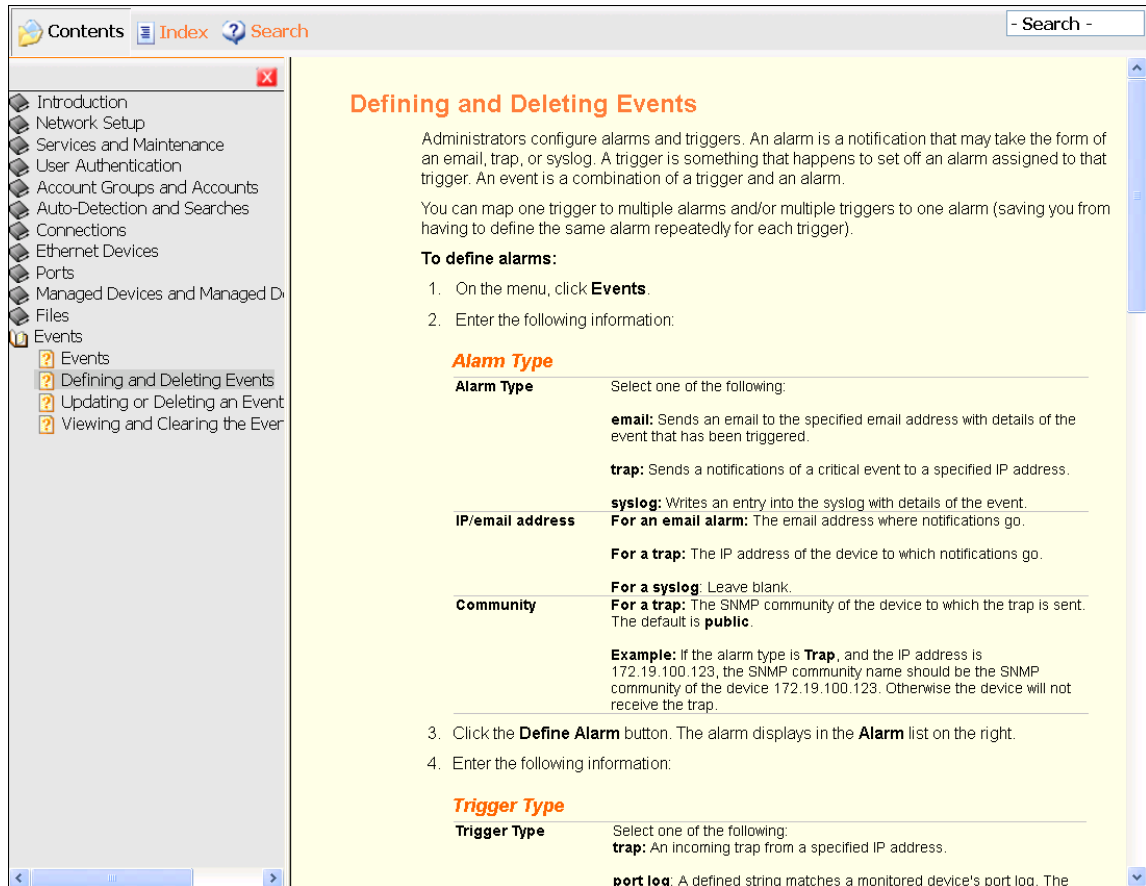 Contents Index Search
- Search -
Introduction
Network Setup
Services and Maintenance
User Authentication
Account Groups and Accounts
Auto-Detection and Searches
Connections
Ethernet Devices
Ports
Managed Devices and Managed D
Files
Events
Events
Defining and Deleting Events
Updating or Deleting an Event
Viewing and Clearing the Even
Defining and Deleting Events
Administrators configure alarms and triggers. An alarm is a notification that may take the form of
an email, trap, or syslog. A trigger is something that happens to set off an alarm assigned to that
trigger. An event is a combination of a trigger and an alarm.
You can map one trigger to multiple alarms and/or multiple triggers to one alarm (saving you from
having to define the same alarm repeatedly for each trigger).
To define alarms:
1. On the menu, click Events.
2. Enter the following information:
Alarm Type
Alarm Type Select one of the following:
email: Sends an email to the specified email address with details of the
event that has been triggered.
trap: Sends a notifications of a critical event to a specified IP address.
syslog: Writes an entry into the syslog with details of the event.
IP/email address For an email alarm: The email address where notifications go.
For a trap: The IP address of the device to which notifications go.
For a syslog: Leave blank.
Community For a trap: The SNMP community of the device to which the trap is sent.
The default is public.
Example: If the alarm type is Trap, and the IP address is
172.19.100.123, the SNMP community name should be the SNMP
community of the device 172.19.100.123. Otherwise the device will not
receive the trap.
3. Click the Define Alarm button. The alarm displays in the Alarm list on the right.
4. Enter the following information:
Trigger Type
Trigger Type Select one of the following:
trap: An incoming trap from a specified IP address.
port log: A defined string matches a monitored device's port log. The